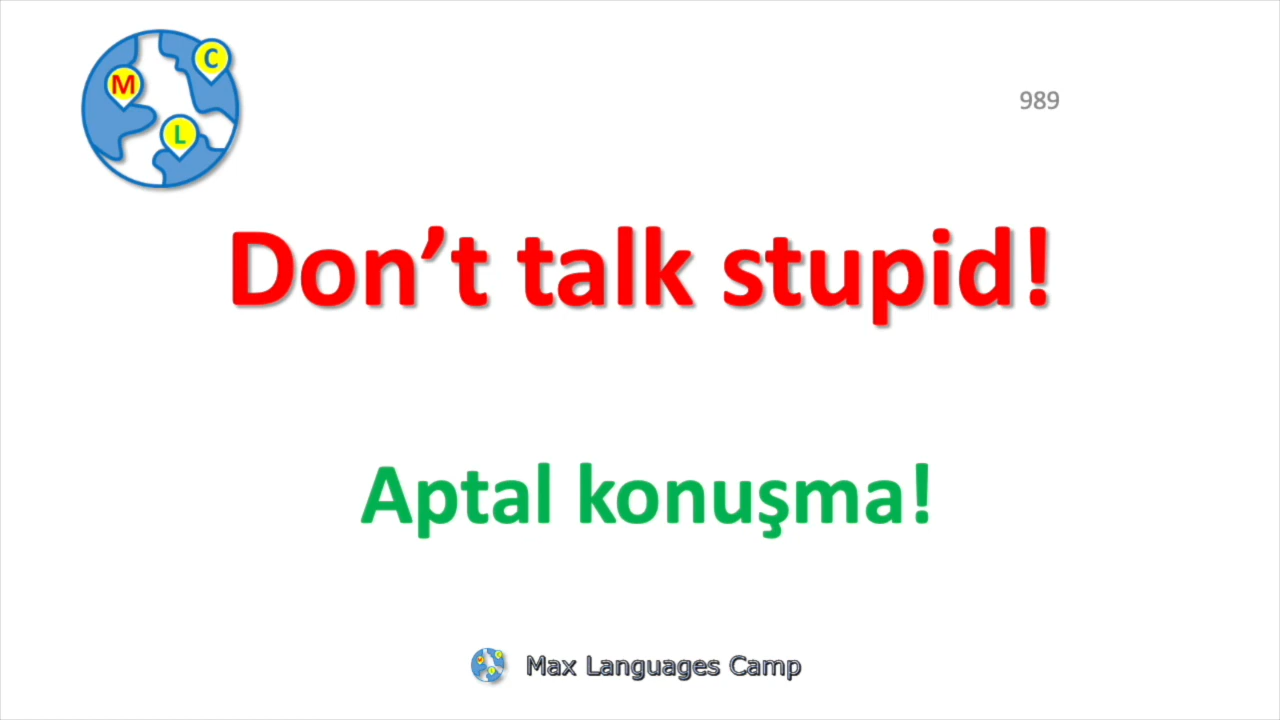 C
M
L
989
Don’t talk stupid!
Aptal konuşma!
Max Languages Camp